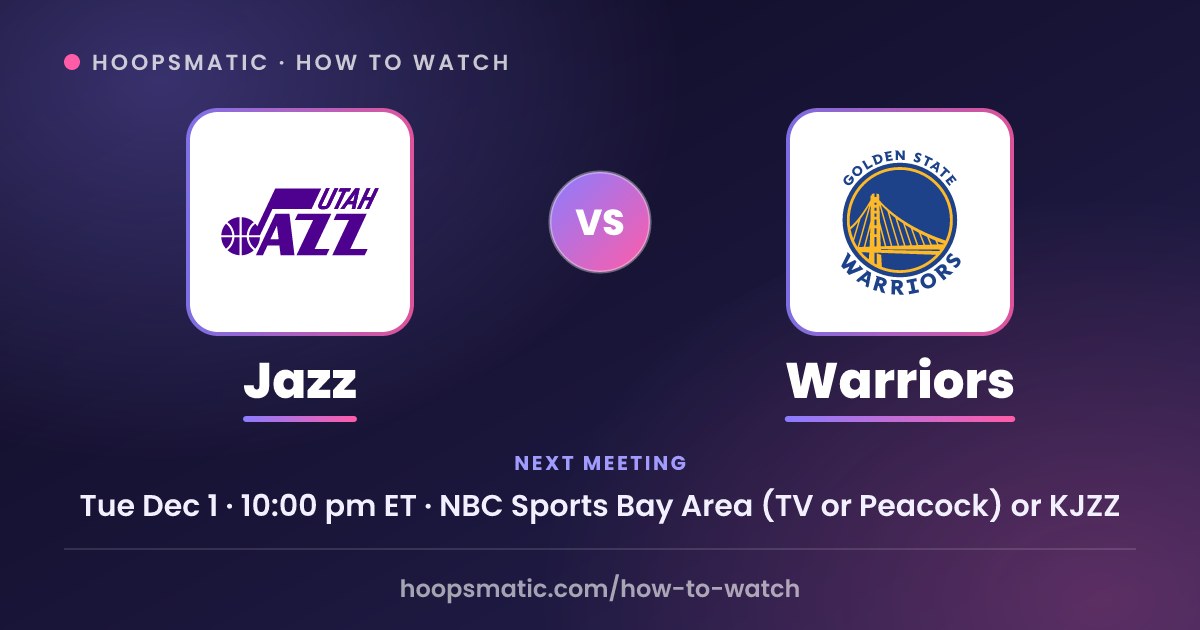 HOOPSMATIC · HOW TO WATCH
UTAH
JAZZ
GOLDEN STATE
WARRIORS
VS
Jazz
Warriors
NEXT MEETING
Tue Dec 1 · 10:00 pm ET · NBC Sports Bay Area (TV or Peacock) or KJZZ
hoopsmatic.com/how-to-watch